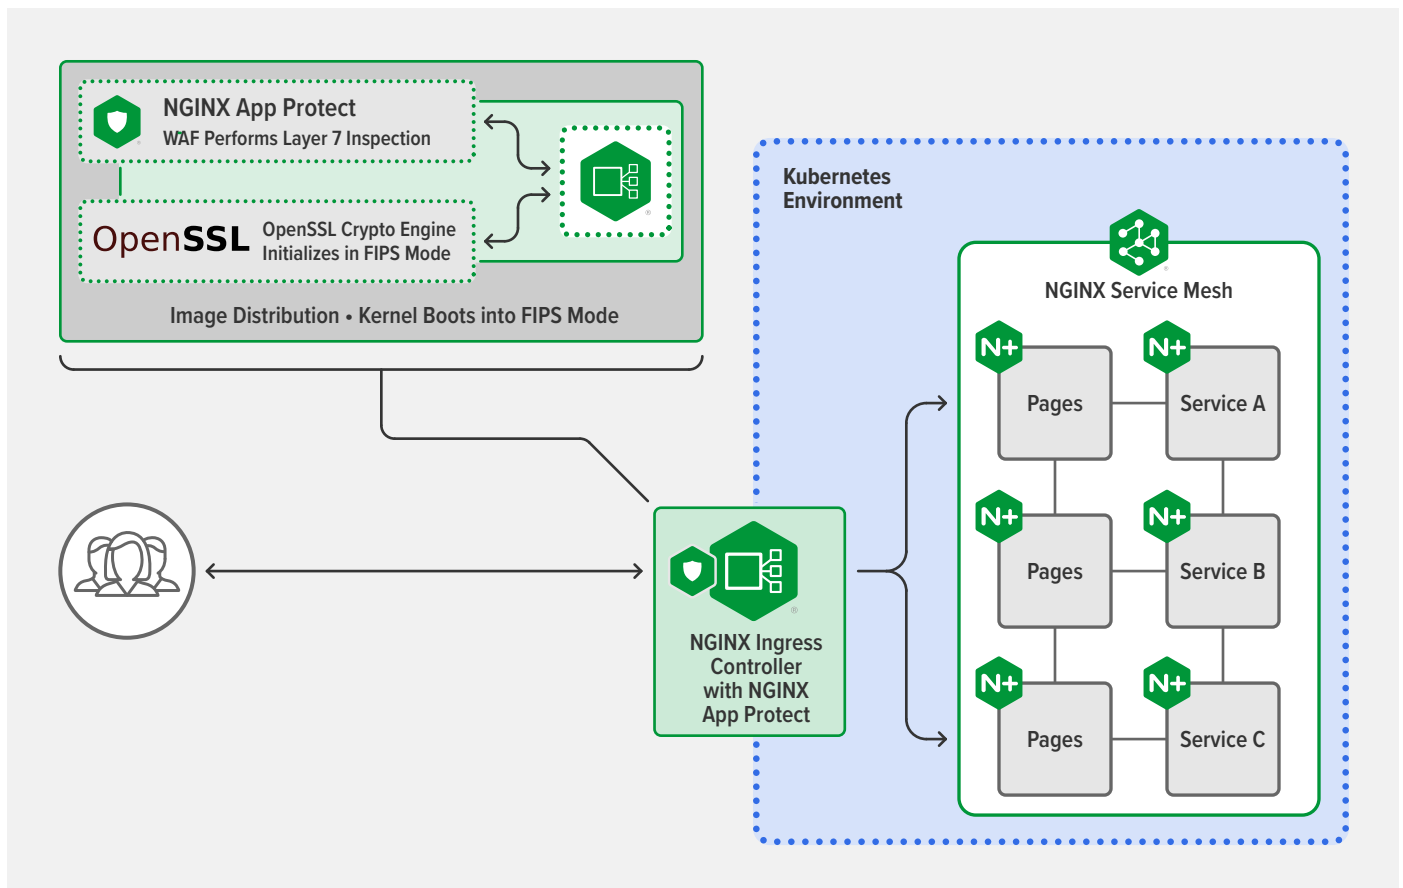 NGINX App Protect
WAF Performs Layer 7 Inspection
OpenSSL
OpenSSL Crypto Engine
Initializes in FIPS Mode
Image Distribution • Kernel Boots into FIPS Mode
Kubernetes
Environment
NGINX Service Mesh
N+
N+
Pages
Service A
N+
N+
Pages
Service B
N+
N+
Pages
Service C
NGINX Ingress
Controller
with NGINX
App Protect
®
®
®